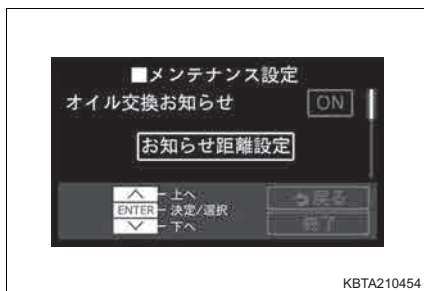 ■メンテナンス設定
オイル交換お知らせ ON
お知らせ距離設定
上へ
ENTER 決定/選択
下へ
戻る
終了
KBTA210454